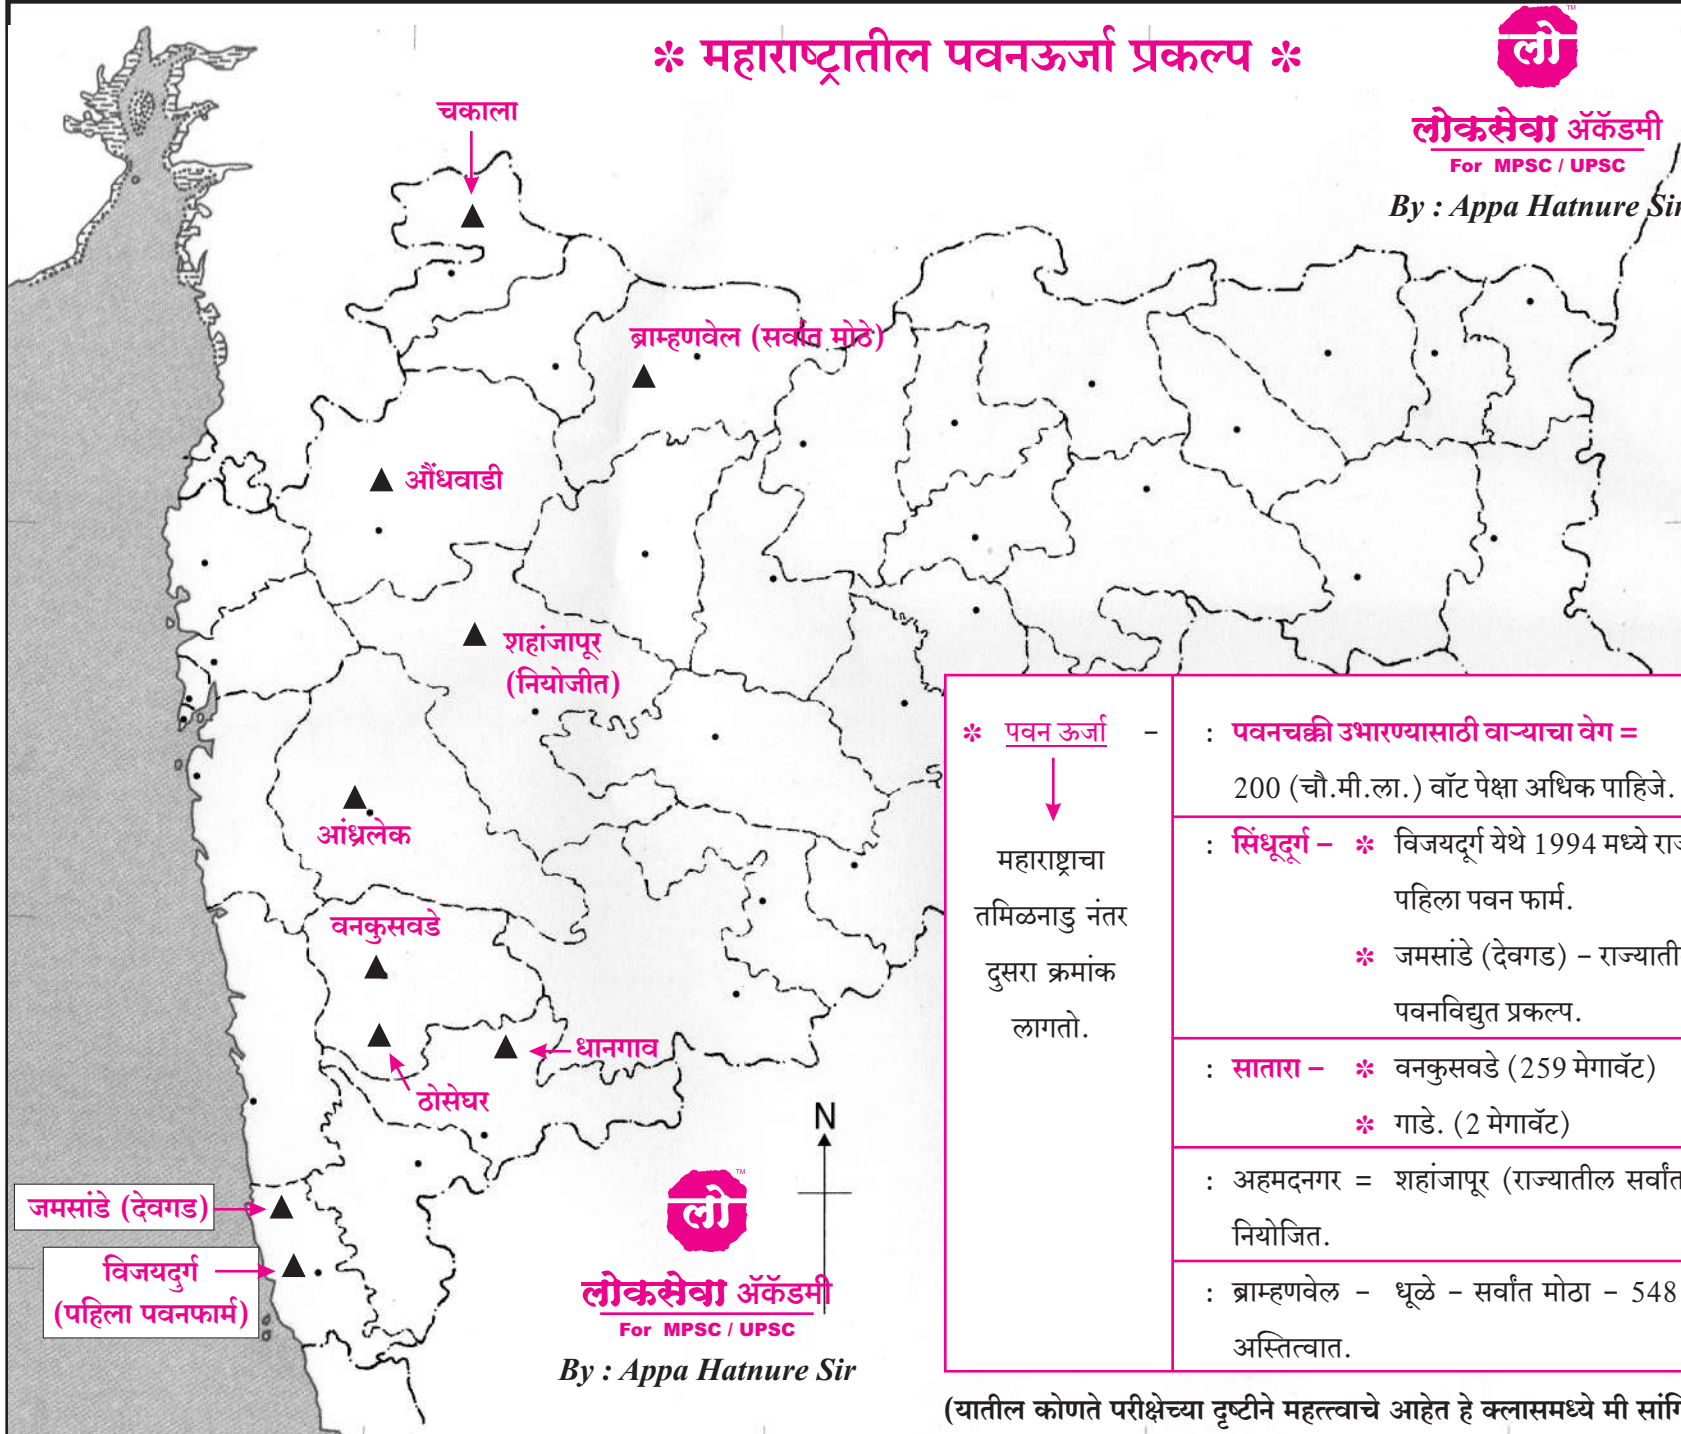 ✻ महाराष्ट्रातील पवनऊर्जा प्रकल्प ✻
लो
TM
लोकसेवा ॲकॅडमी
For MPSC / UPSC
By : Appa Hatnure Sir
चकाला
ब्राम्हणवेल (सर्वात मोठे)
औंधवाडी
शहांजापूर
(नियोजीत)
आंध्रलेक
वनकुसवडे
धानगाव
ठोसेघर
जमसांडे (देवगड)
विजयदुर्ग
(पहिला पवनफार्म)
N
लो
TM
लोकसेवा ॲकॅडमी
For MPSC / UPSC
By : Appa Hatnure Sir
✻ पवन ऊर्जा –
महाराष्ट्राचा
तमिळनाडु नंतर
दुसरा क्रमांक
लागतो.
: पवनचक्की उभारण्यासाठी वाऱ्याचा वेग =
200 (चौ.मी.ला.) वॉट पेक्षा अधिक पाहिजे.
: सिंधूदूर्ग – ✻ विजयदूर्ग येथे 1994 मध्ये
पहिला पवन फार्म.
✻ जमसांडे (देवगड) –
पवनविद्युत प्रकल्प.
: सातारा – ✻ वनकुसवडे (259 मेगावॅट)
✻ गाडे. (2 मेगावॅट)
: अहमदनगर = शहांजापूर (राज्यातील
नियोजित.
: ब्राम्हणवेल – धूळे – सर्वांत मोठा – 548
अस्तित्वात.
(यातील कोणते परीक्षेच्या दृष्टीने महत्त्वाचे आहेत हे क्लासमध्ये मी